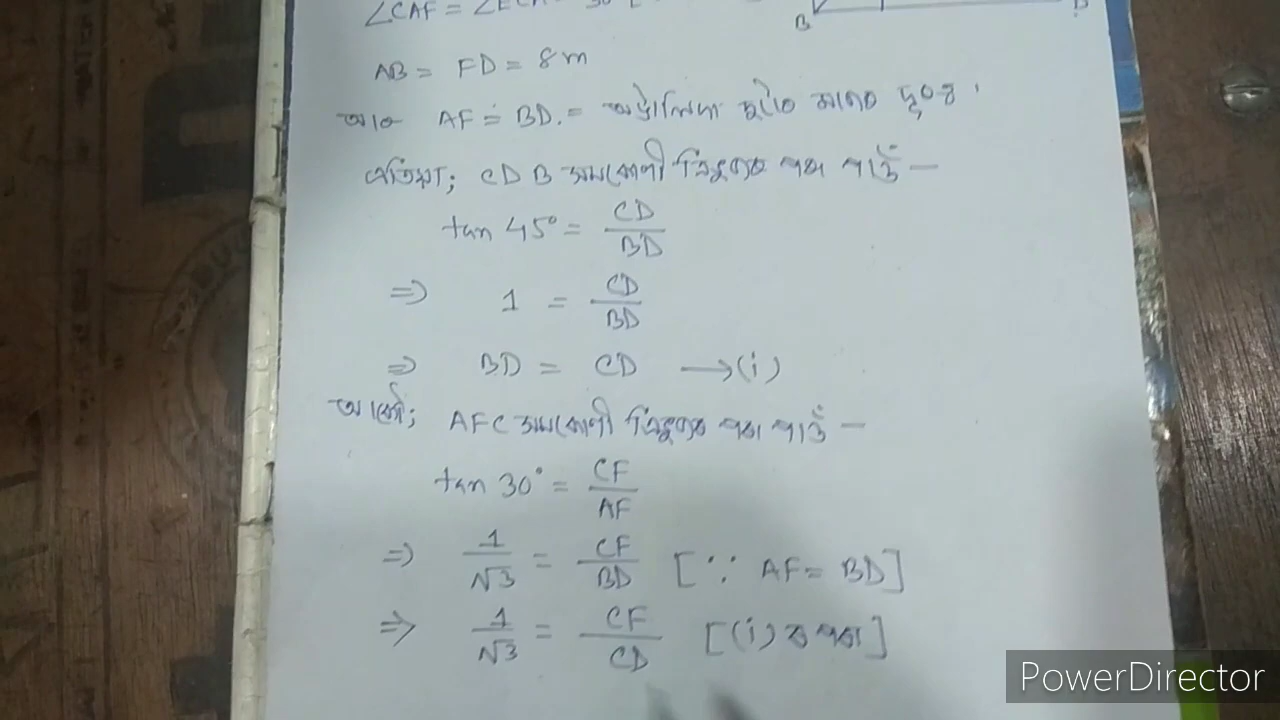 ∠CAF = ∠ECA = 30°
B
D
AB = FD = 8m
আৰু AF = BD. = অট্টালিকা দুটাৰ মাজৰ দূৰত্ব
এতিয়া; CDB সমকোণী ত্ৰিভুজৰ পৰা পাওঁ —
tan 45° = CD/BD
⇒ 1 = CD/BD
⇒ BD = CD ⟶(i)
আকৌ; AFC সমকোণী ত্ৰিভুজৰ পৰা পাওঁ —
tan 30° = CF/AF
⇒ 1/√3 = CF/BD [∵ AF = BD]
⇒ 1/√3 = CF/CD [(i) ৰ পৰা]
PowerDirector